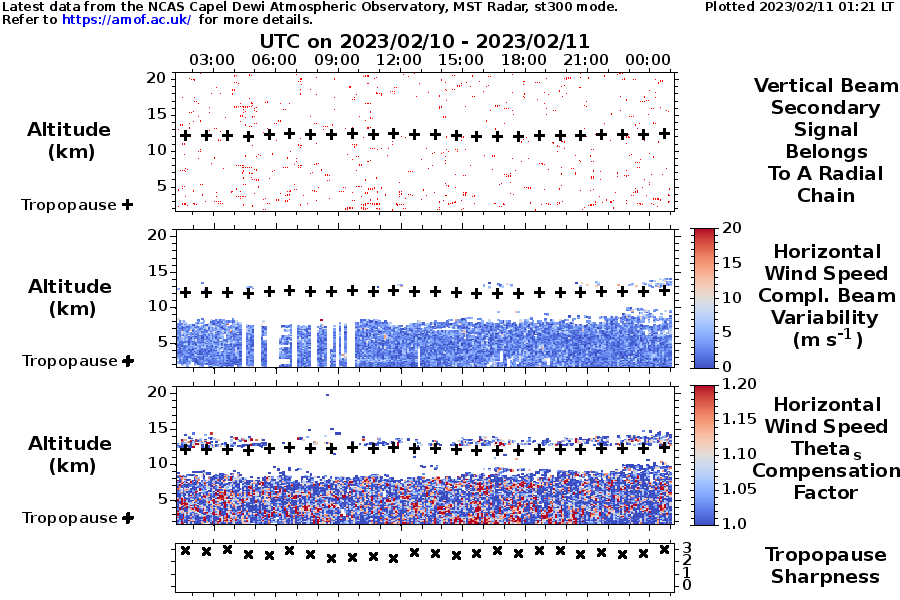 Latest data from the NCAS Capel Dewi Atmospheric Observatory, MST Radar, st300 mode.
Plotted 2023/02/11 01:21 LT
Refer to https://amof.ac.uk/ for more details.
UTC on 2023/02/10 - 2023/02/11
03:00 06:00 09:00 12:00 15:00 18:00 21:00 00:00
20
15
10
5
Altitude
(km)
Tropopause +
Vertical Beam
Secondary
Signal
Belongs
To A Radial
Chain
20
15
10
5
Altitude
(km)
Tropopause +
20
15
10
5
0
Horizontal
Wind Speed
Compl. Beam
Variability
(m s-1)
20
15
10
5
Altitude
(km)
Tropopause +
1.20
1.15
1.10
1.05
1.0
Horizontal
Wind Speed
Theta s
Compensation
Factor
3
2
1
0
Tropopause
Sharpness